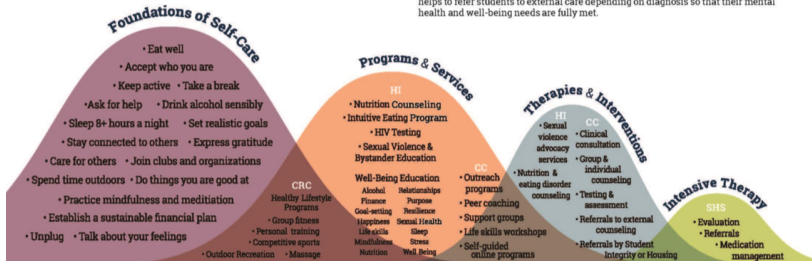 helps to refer students to external care depending on diagnosis so that their mental
health and well-being needs are fully met.
Foundations of Self-Care
• Eat well
• Accept who you are
• Keep active • Take a break
• Ask for help • Drink alcohol sensibly
• Sleep 8+ hours a night • Set realistic goals
• Stay connected to others • Express gratitude
• Care for others • Join clubs and organizations
• Spend time outdoors • Do things you are good at
• Practice mindfulness and meditiation
• Establish a sustainable financial plan
• Unplug • Talk about your feelings
CRC
Healthy Lifestyle
Programs
• Group fitness
• Personal training
• Competitive sports
• Outdoor Recreation • Massage
Programs & Services
HI
• Nutrition Counseling
• Intuitive Eating Program
• HIV Testing
• Sexual Violence &
Bystander Education
Well-Being Education
Alcohol Relationships
Finance Purpose
Goal-setting Resilience
Happiness Sexual Health
Life skills Sleep
Mindfulness Stress
Nutrition Well Being
CC
• Outreach
programs
• Peer coaching
• Support groups
• Life skills workshops
• Self-guided
online programs
Therapies & Interventions
HI
• Sexual
violence
advocacy
services
• Nutrition &
eating disorder
counseling
CC
• Clinical
consultation
• Group &
individual
counseling
• Testing &
assessment
• Referrals to external
counseling
• Referrals by Student
Integrity or Housing
Intensive Therapy
SHS
• Evaluation
• Referrals
• Medication
management